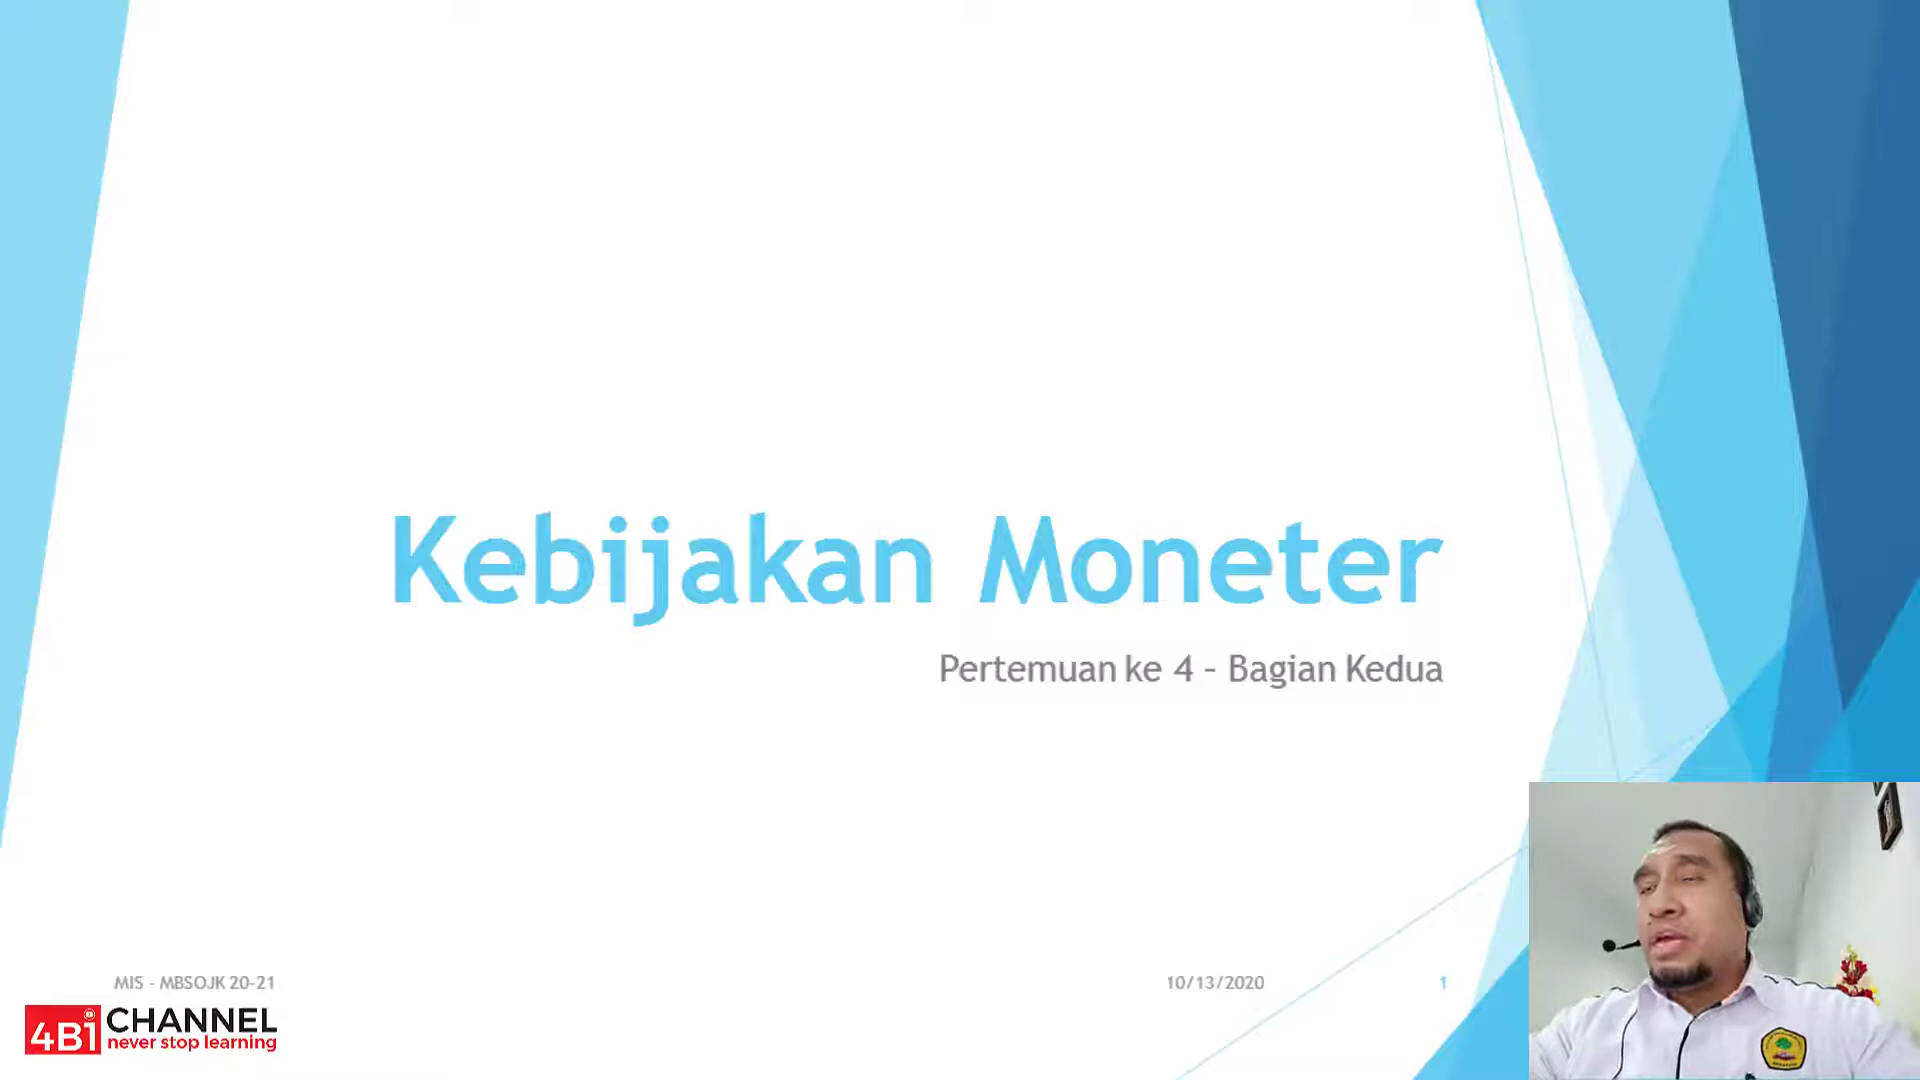 Kebijakan Moneter
Pertemuan ke 4 - Bagian Kedua
MIS - MBSOJK 20-21
10/13/2020
1
4Bi CHANNEL
never stop learning